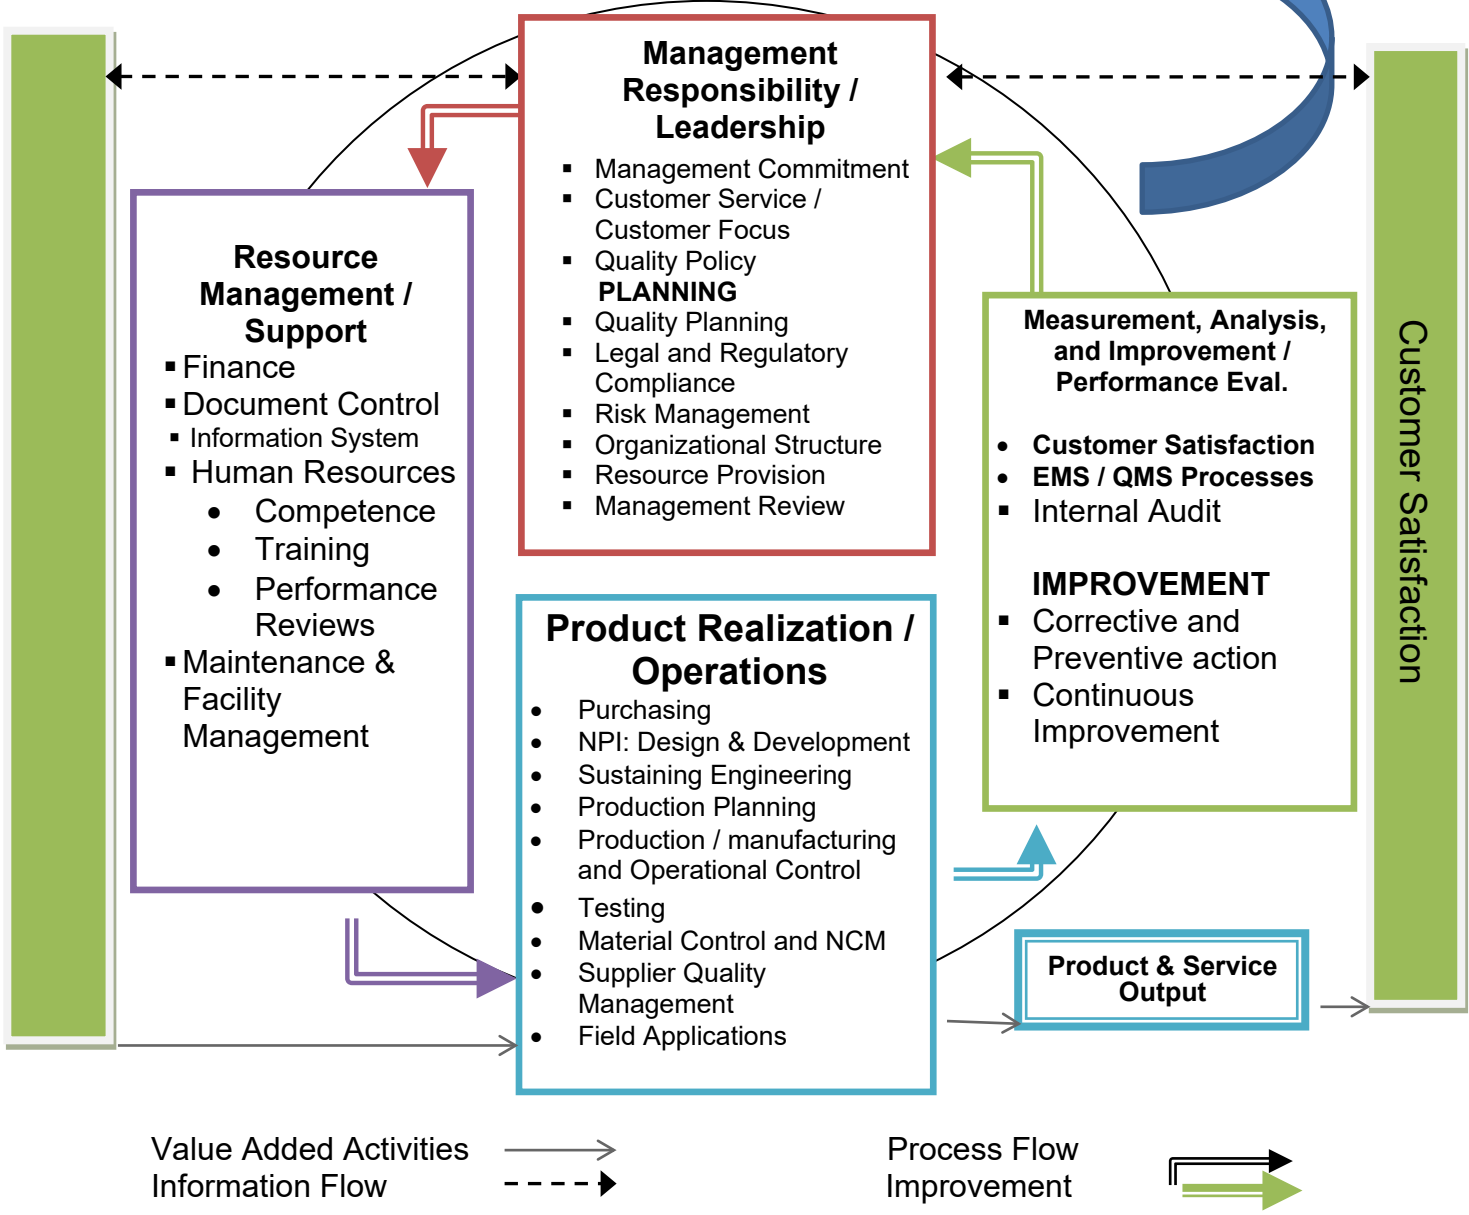 Management
Responsibility /
Leadership
▪ Management Commitment
▪ Customer Service /
Customer Focus
▪ Quality Policy
PLANNING
▪ Quality Planning
▪ Legal and Regulatory
Compliance
▪ Risk Management
▪ Organizational Structure
▪ Resource Provision
▪ Management Review
Resource
Management /
Support
▪ Finance
▪ Document Control
▪ Information System
▪ Human Resources
• Competence
• Training
• Performance
Reviews
▪ Maintenance &
Facility
Management
Product Realization /
Operations
• Purchasing
• NPI: Design & Development
• Sustaining Engineering
• Production Planning
• Production / manufacturing
and Operational Control
• Testing
• Material Control and NCM
• Supplier Quality
Management
• Field Applications
Measurement, Analysis,
and Improvement /
Performance Eval.
• Customer Satisfaction
• EMS / QMS Processes
▪ Internal Audit
IMPROVEMENT
▪ Corrective and
Preventive action
▪ Continuous
Improvement
Product & Service
Output
Customer Satisfaction
Value Added Activities
Information Flow
Process Flow
Improvement